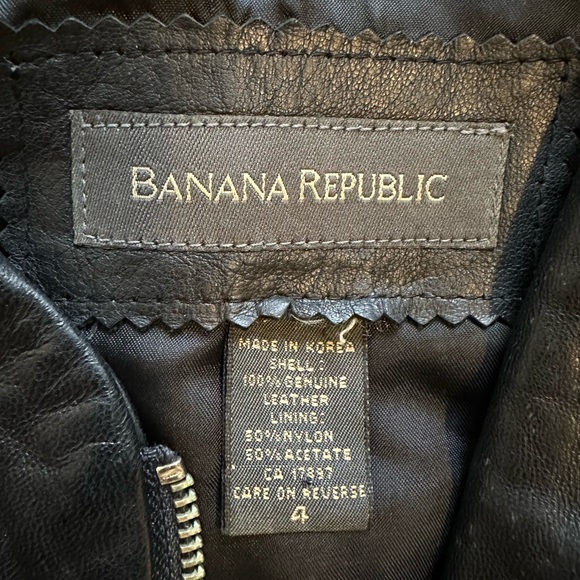 BANANA REPUBLIC
MADE IN KOREA
SHELL:
100% GENUINE
LEATHER
LINING:
50% NYLON
50% ACETATE
CA 17897
CARE ON REVERSE
4